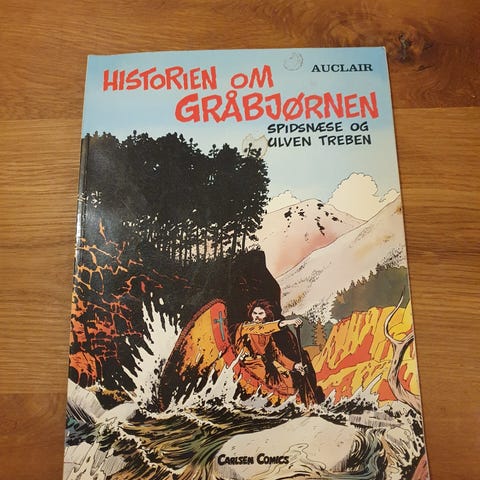 HISTORIEN OM
AUCLAIR
GRÅBJØRNEN
SPIDSNÆSE OG
ULVEN TREBEN
CARLSEN COMICS